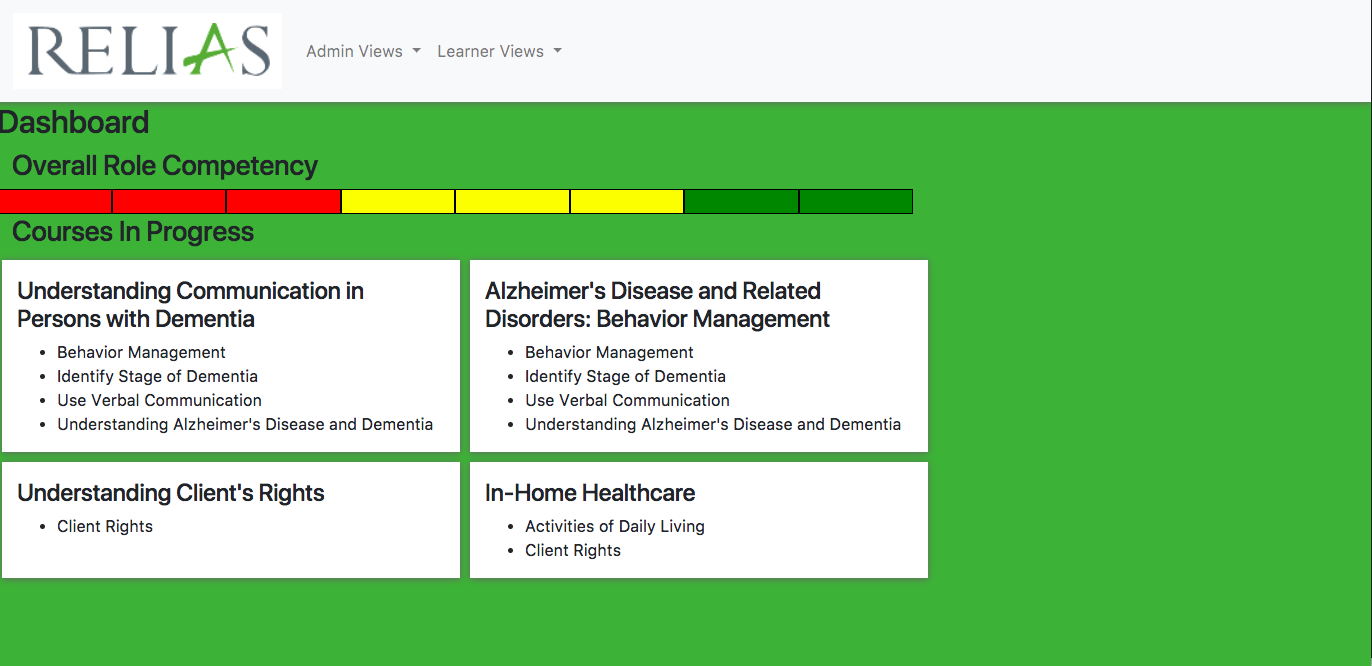 RELIAS
Admin Views
Learner Views
Dashboard
Overall Role Competency
Courses In Progress
Understanding Communication in
Persons with Dementia
• Behavior Management
• Identify Stage of Dementia
• Use Verbal Communication
• Understanding Alzheimer's Disease and Dementia
Alzheimer's Disease and Related
Disorders: Behavior Management
• Behavior Management
• Identify Stage of Dementia
• Use Verbal Communication
• Understanding Alzheimer's Disease and Dementia
Understanding Client's Rights
• Client Rights
In-Home Healthcare
• Activities of Daily Living
• Client Rights